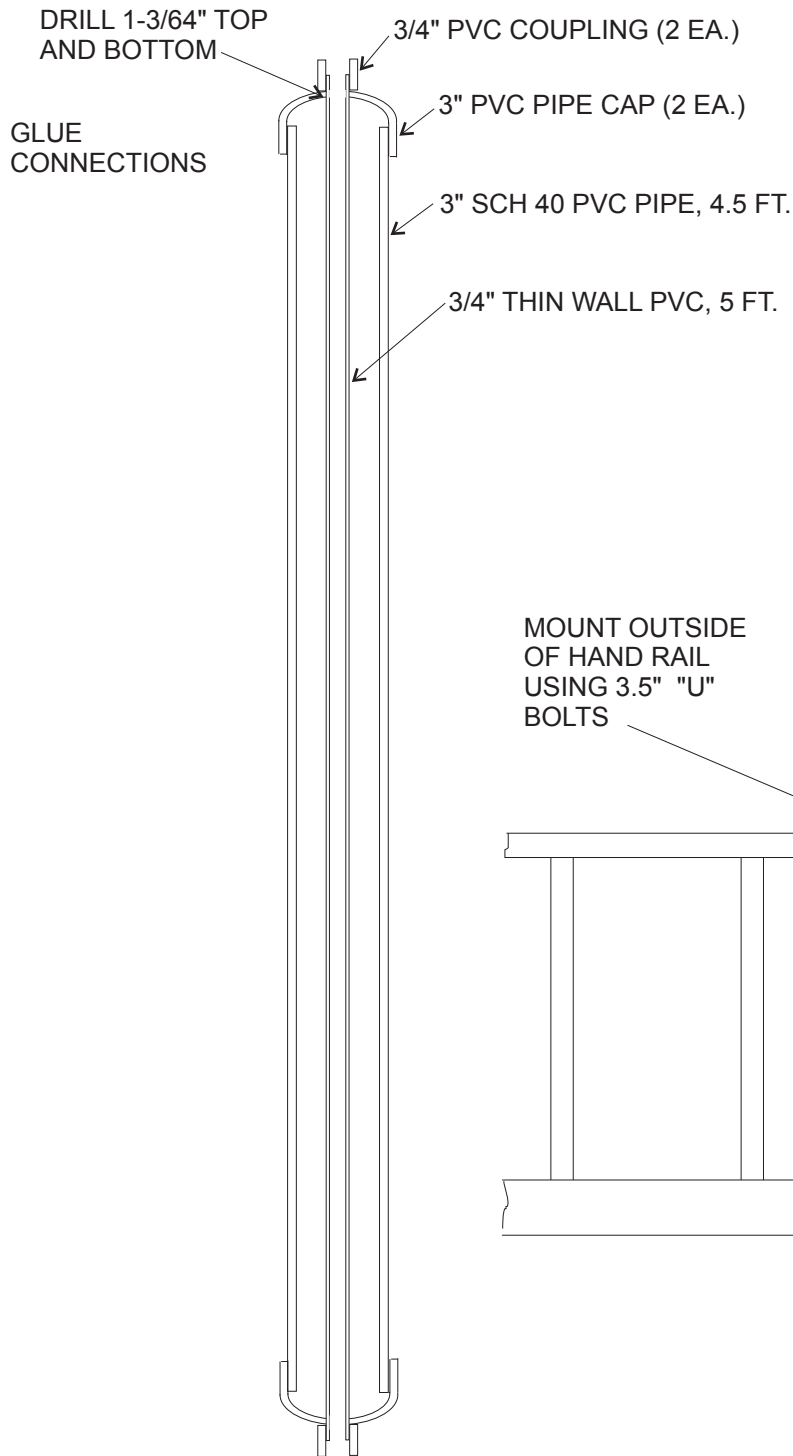 DRILL 1-3/64" TOP
AND BOTTOM
3/4" PVC COUPLING (2 EA.)
3" PVC PIPE CAP (2 EA.)
GLUE
CONNECTIONS
3" SCH 40 PVC PIPE, 4.5 FT.
3/4" THIN WALL PVC, 5 FT.
MOUNT OUTSIDE
OF HAND RAIL
USING 3.5" "U"
BOLTS